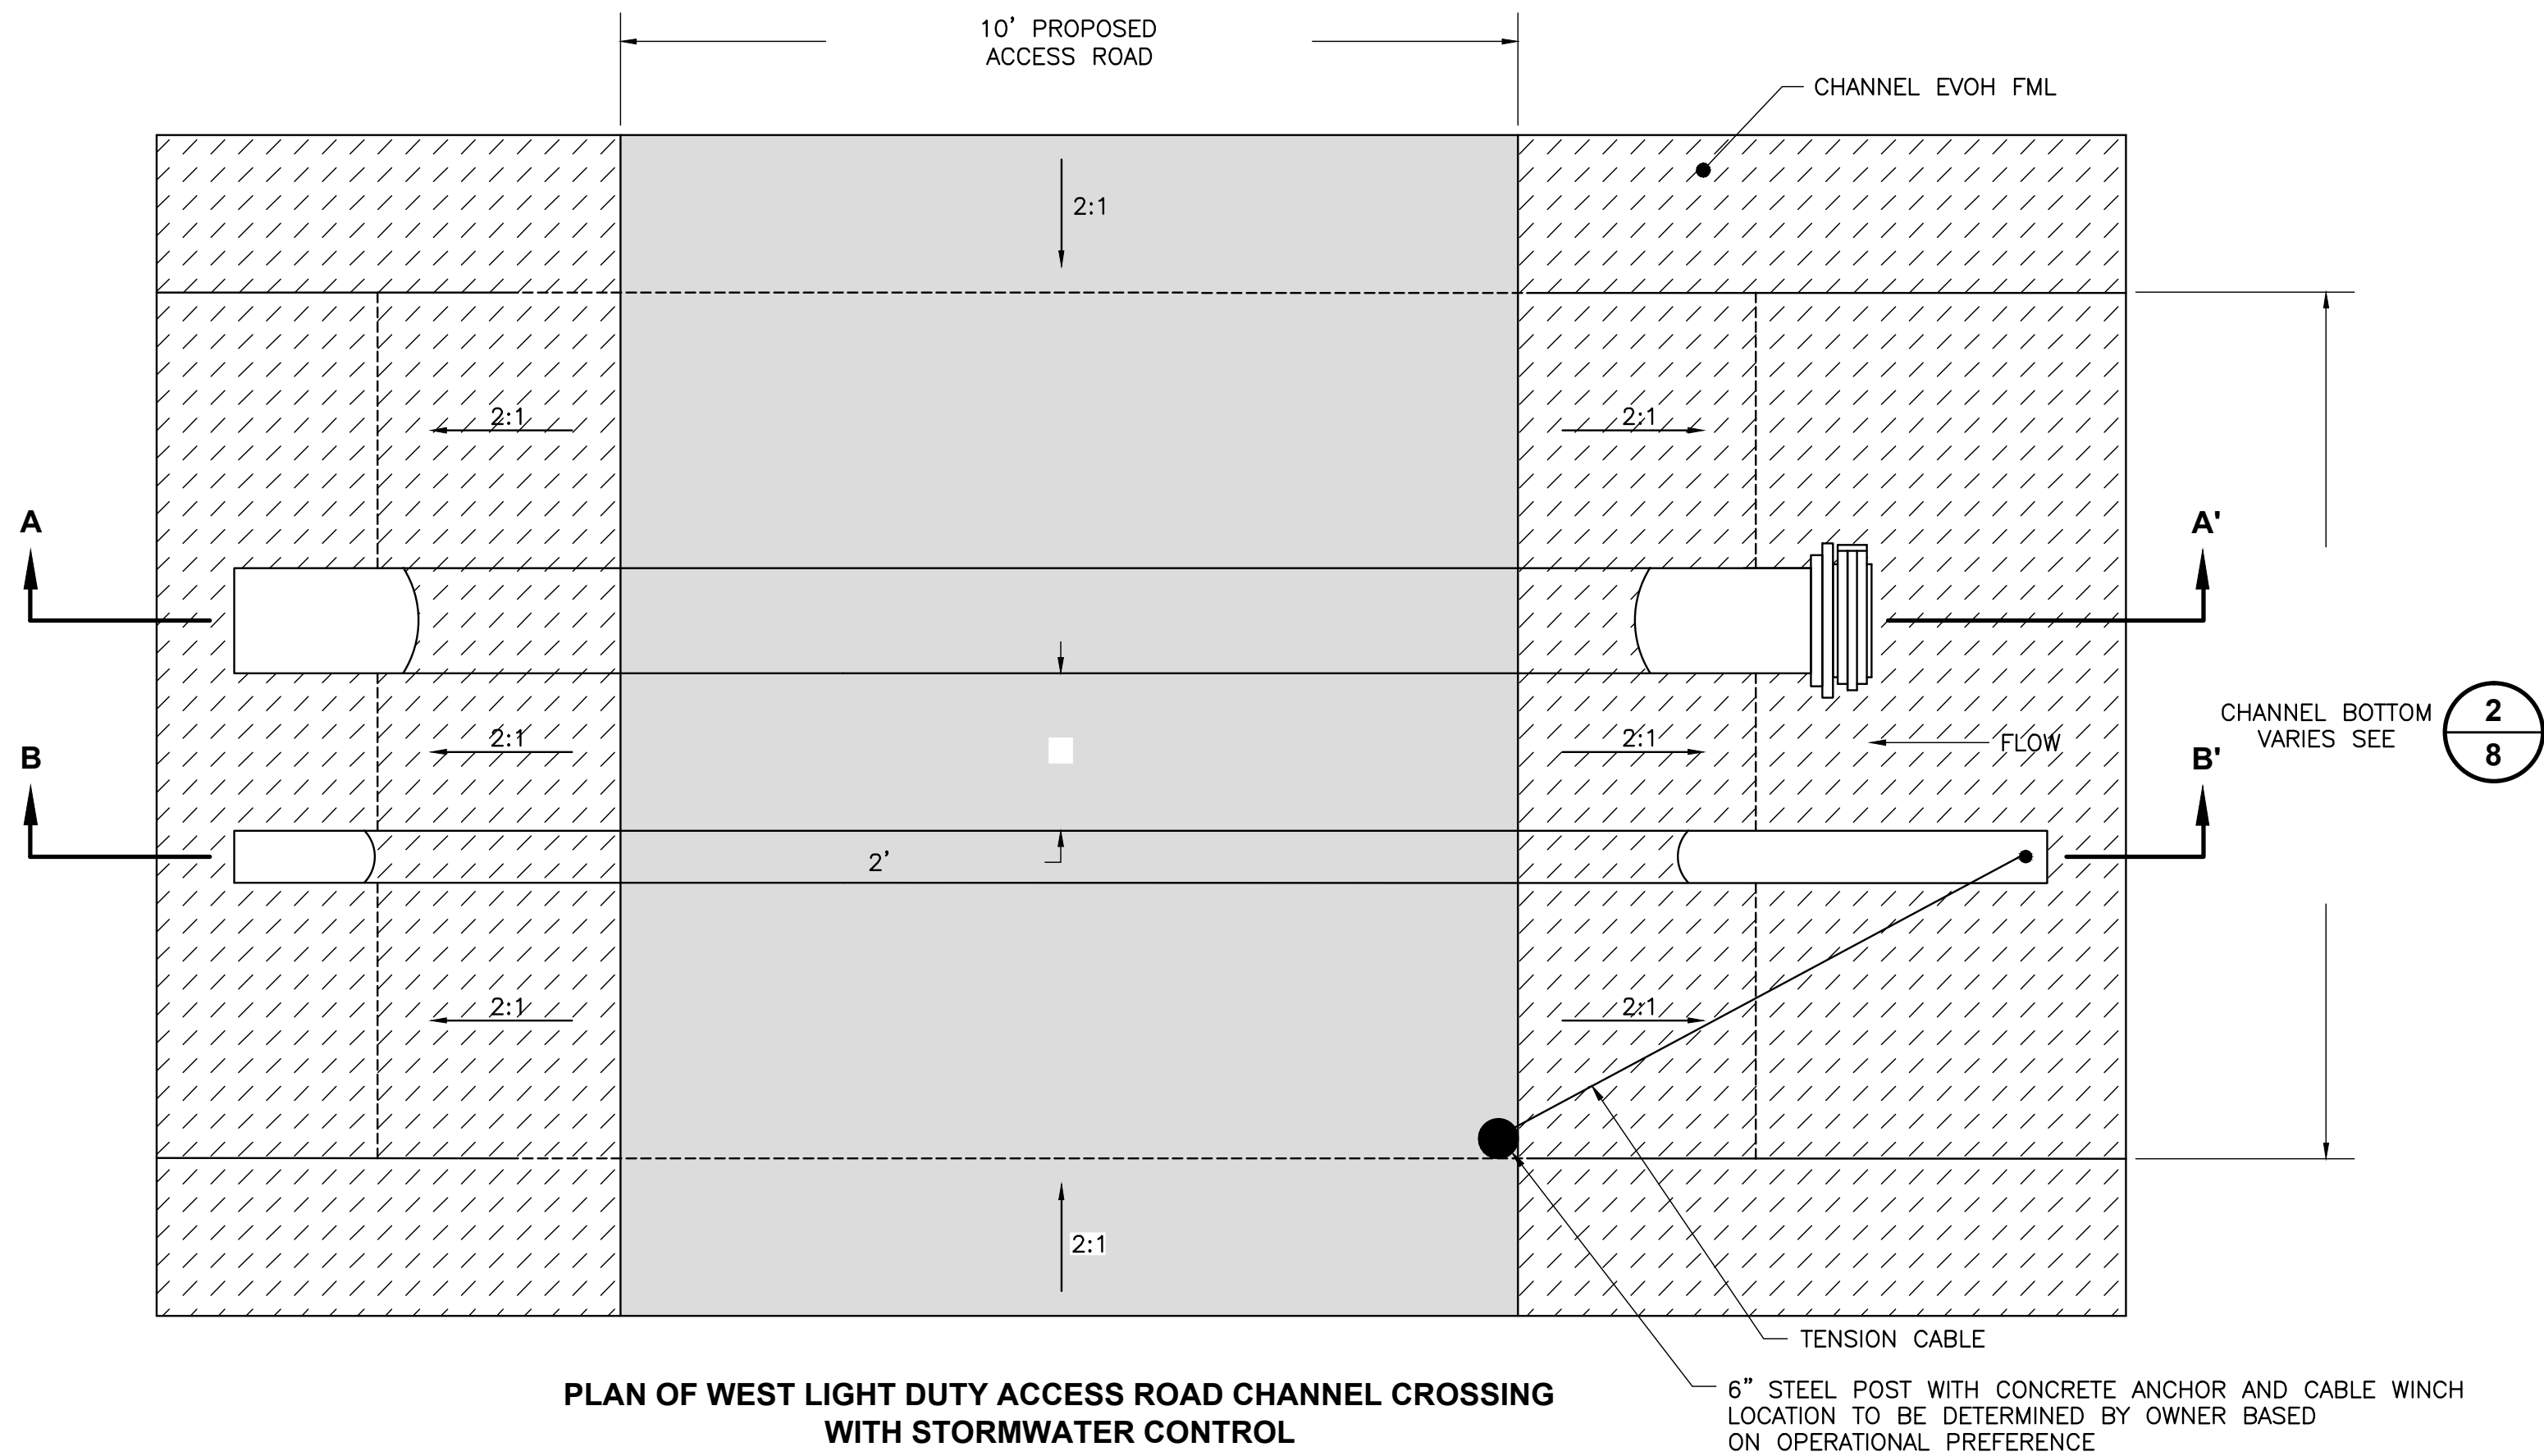 10' PROPOSED
ACCESS ROAD
CHANNEL EVOH FML
2:1
2:1
2:1
A
A'
2:1
2:1
FLOW
CHANNEL BOTTOM
VARIES SEE
2
8
B
B'
2'
2:1
2:1
2:1
TENSION CABLE
6" STEEL POST WITH CONCRETE ANCHOR AND CABLE WINCH
LOCATION TO BE DETERMINED BY OWNER BASED
ON OPERATIONAL PREFERENCE
PLAN OF WEST LIGHT DUTY ACCESS ROAD CHANNEL CROSSING
WITH STORMWATER CONTROL